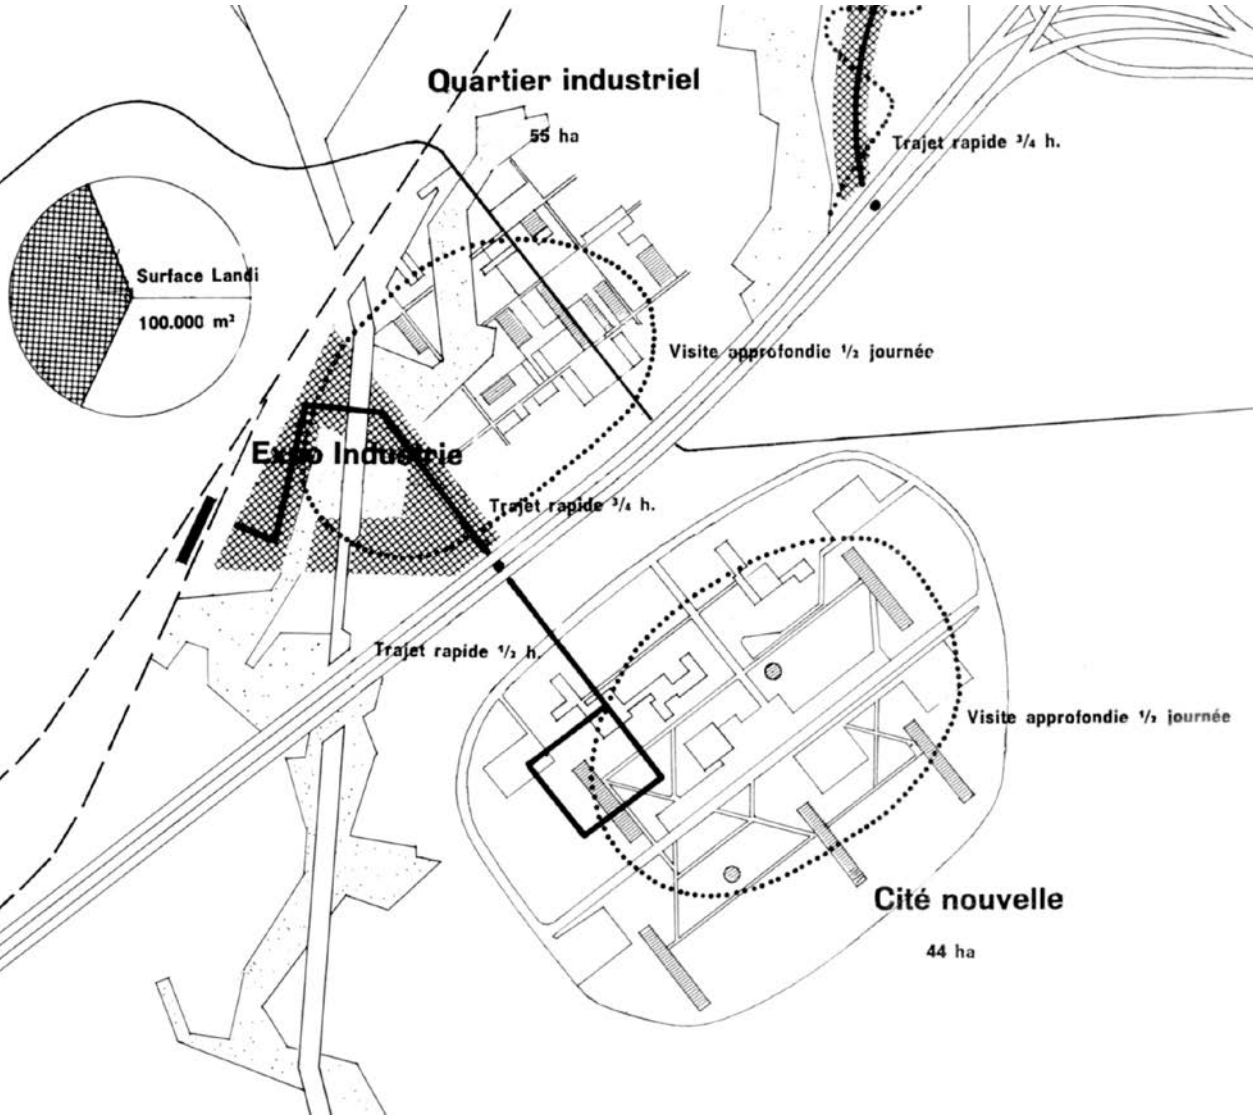 Quartier industriel
55 ha
Trajet rapide ¾ h.
Surface Landi
100.000 m²
Visite approfondie ½ journée
Expo Industrie
Trajet rapide ¾ h.
Trajet rapide ½ h.
Visite approfondie ½ journée
Cité nouvelle
44 ha